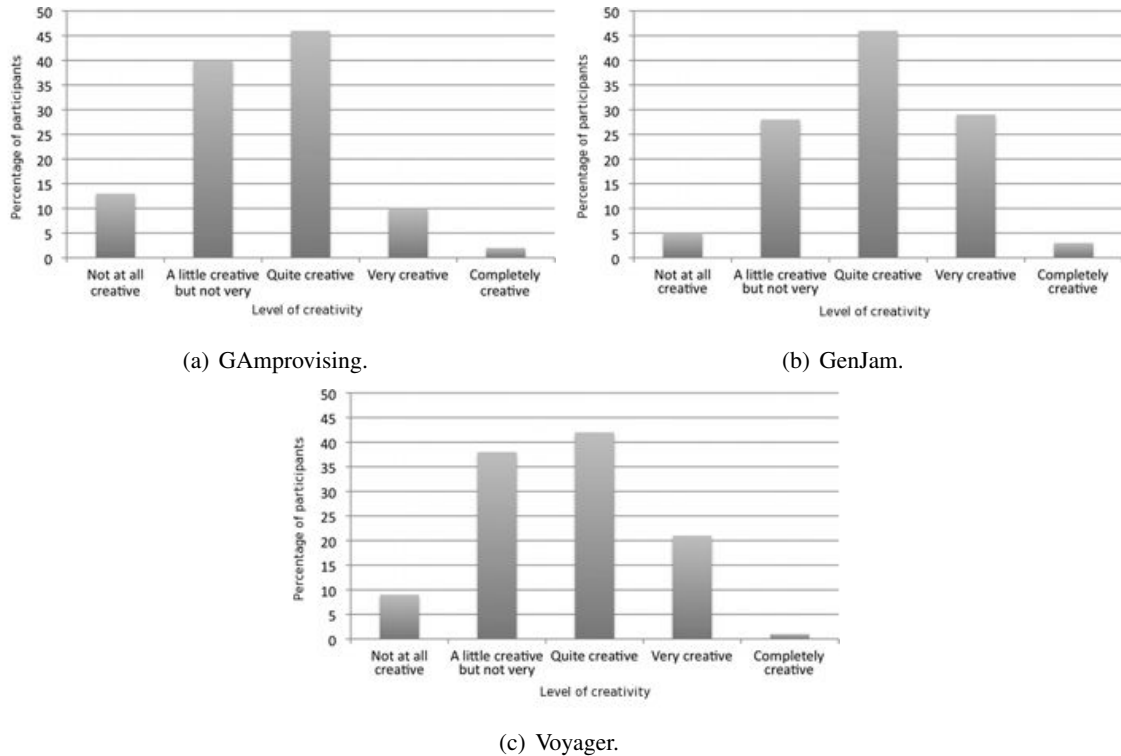 50
45
40
35
30
25
20
15
10
5
0
Percentage of participants
Not at all creative
A little creative but not very
Quite creative
Very creative
Completely creative
Level of creativity
(a) GAmprovising.
50
45
40
35
30
25
20
15
10
5
0
Percentage of participants
Not at all creative
A little creative but not very
Quite creative
Very creative
Completely creative
Level of creativity
(b) GenJam.
50
45
40
35
30
25
20
15
10
5
0
Percentage of participants
Not at all creative
A little creative but not very
Quite creative
Very creative
Completely creative
Level of creativity
(c) Voyager.